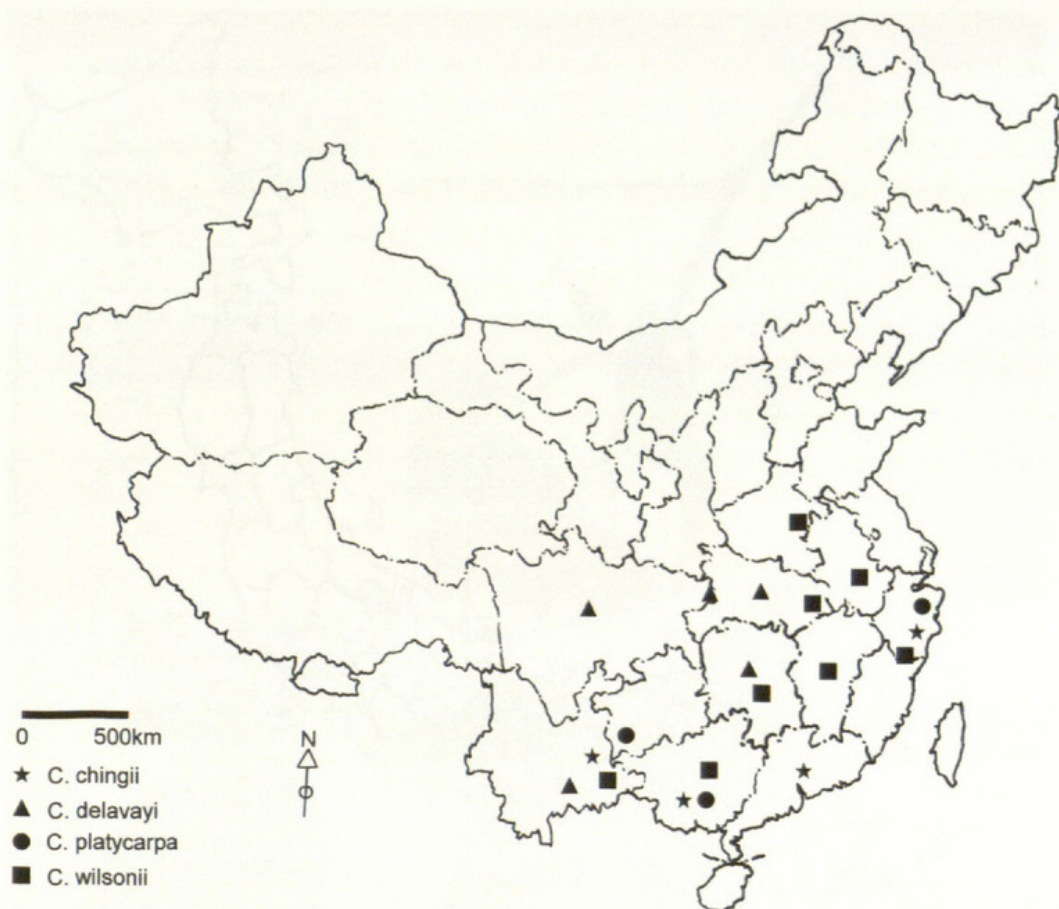 0 500km
N
C. chingii
C. delavayi
C. platycarpa
C. wilsonii